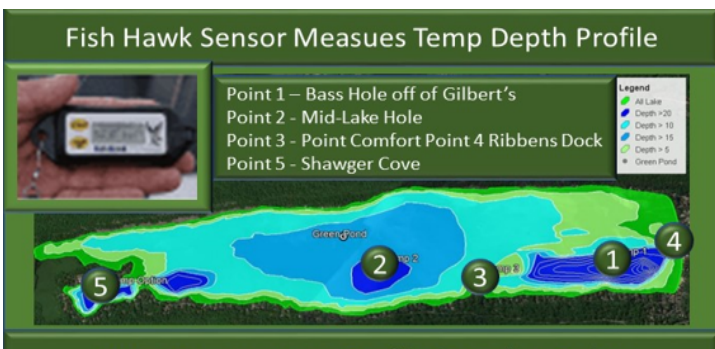 Fish Hawk Sensor Measues Temp Depth Profile
Point 1 – Bass Hole off of Gilbert's
Point 2 - Mid-Lake Hole
Point 3 - Point Comfort Point 4 Ribbens Dock
Point 5 - Shawger Cove
Legend
All Lake
Depth >20
Depth > 10
Depth > 15
Depth > 5
Green Pond
Green Pond
1
2
3
4
5